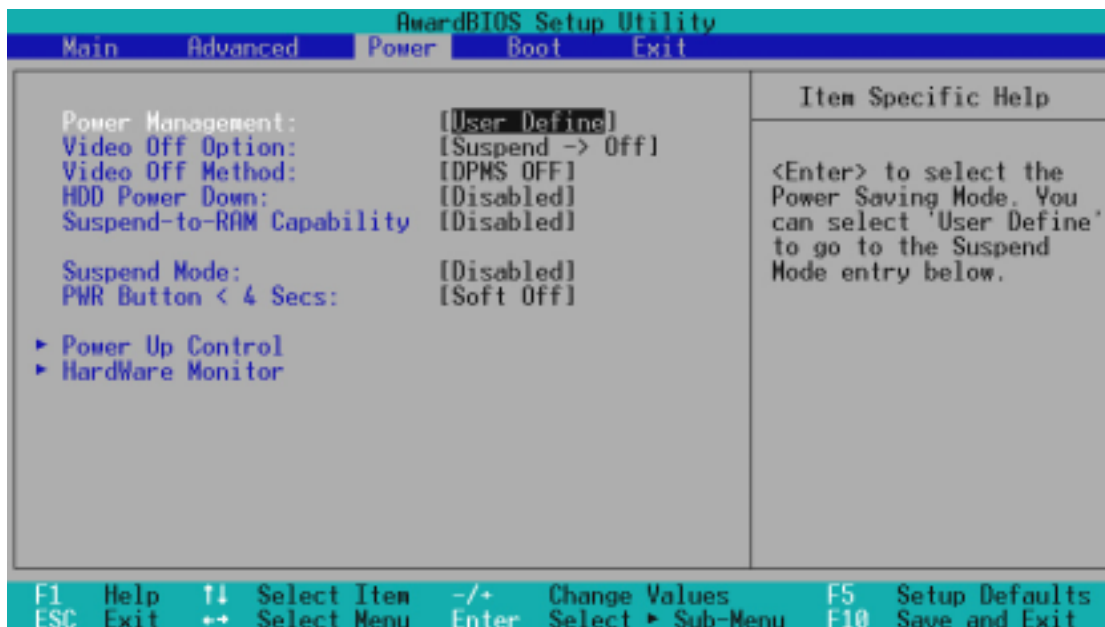 AwardBIOS Setup Utility
Main Advanced Power Boot Exit
Power Management: [User Define]
Video Off Option: [Suspend -> Off]
Video Off Method: [DPMS OFF]
HDD Power Down: [Disabled]
Suspend-to-RAM Capability [Disabled]
Suspend Mode: [Disabled]
PWR Button < 4 Secs: [Soft Off]
▶ Power Up Control
▶ HardWare Monitor
Item Specific Help
<Enter> to select the
Power Saving Mode. You
can select 'User Define'
to go to the Suspend
Mode entry below.
F1 Help ↑↓ Select Item -/+ Change Values F5 Setup Defaults
ESC Exit ←→ Select Menu Enter Select ▶ Sub-Menu F10 Save and Exit